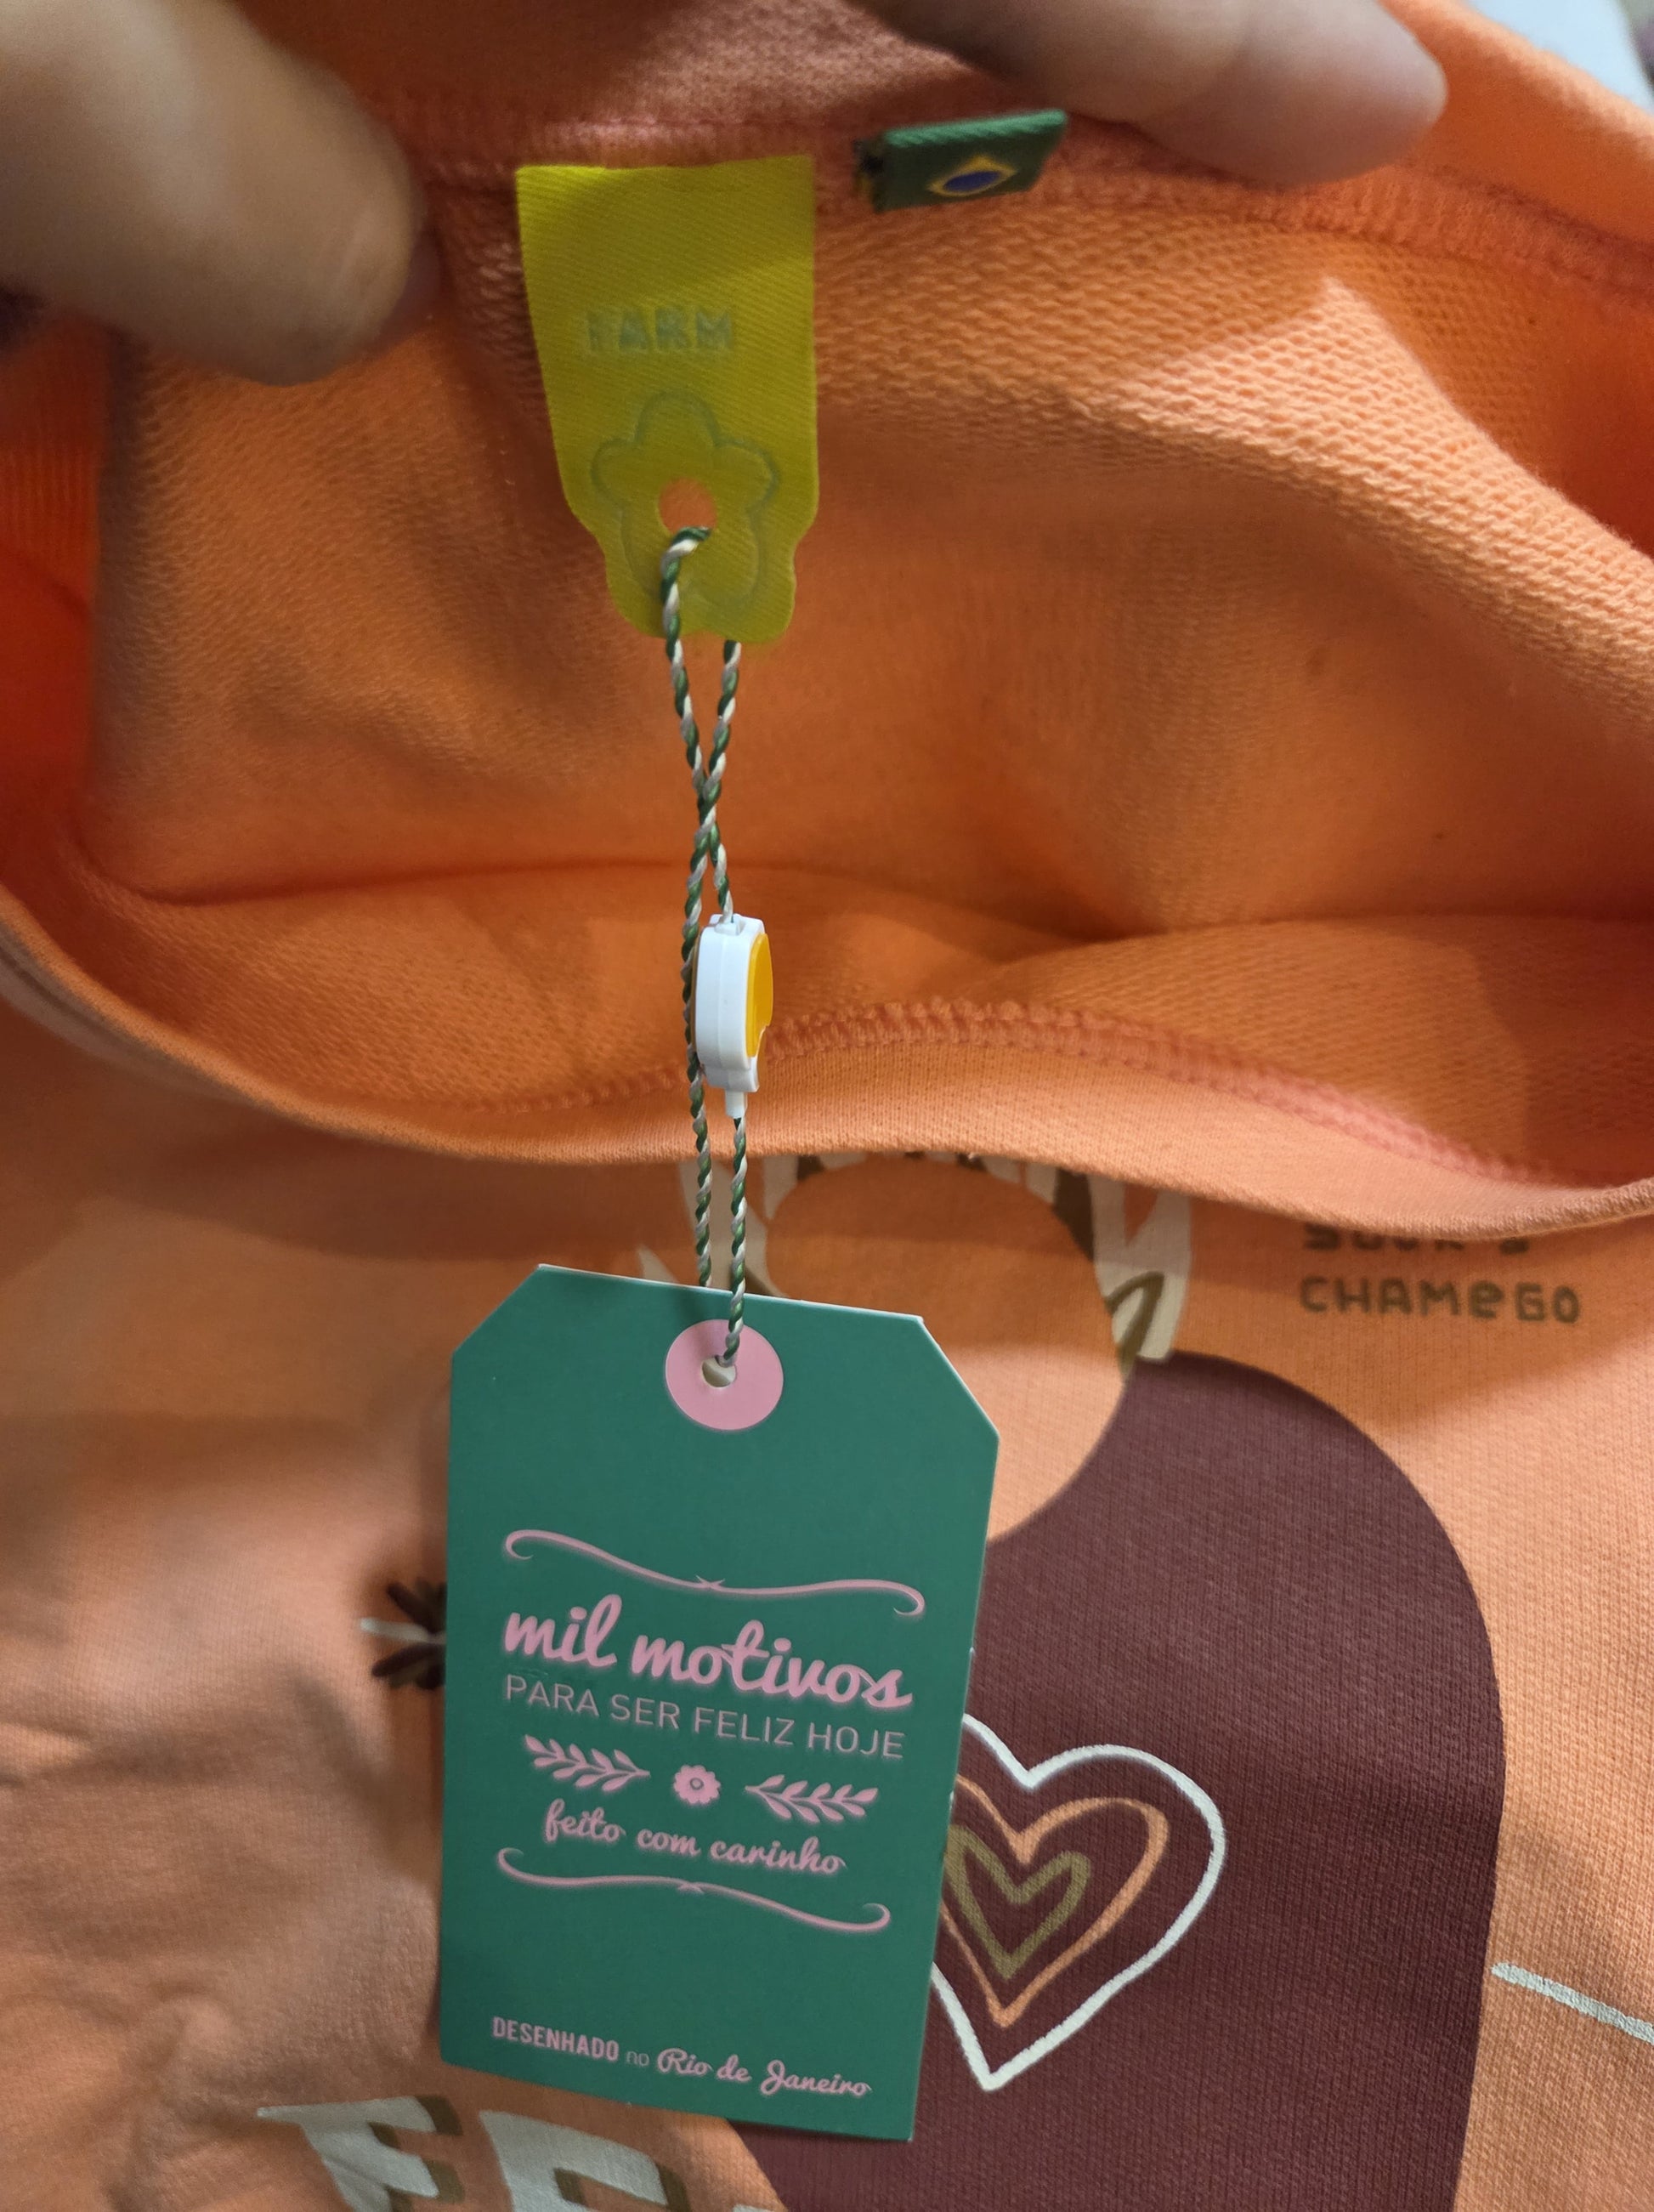 FARM
CHAMEGO
mil motivos
PARA SER FELIZ HOJE
feito com carinho
DESENHADO no Rio de Janeiro